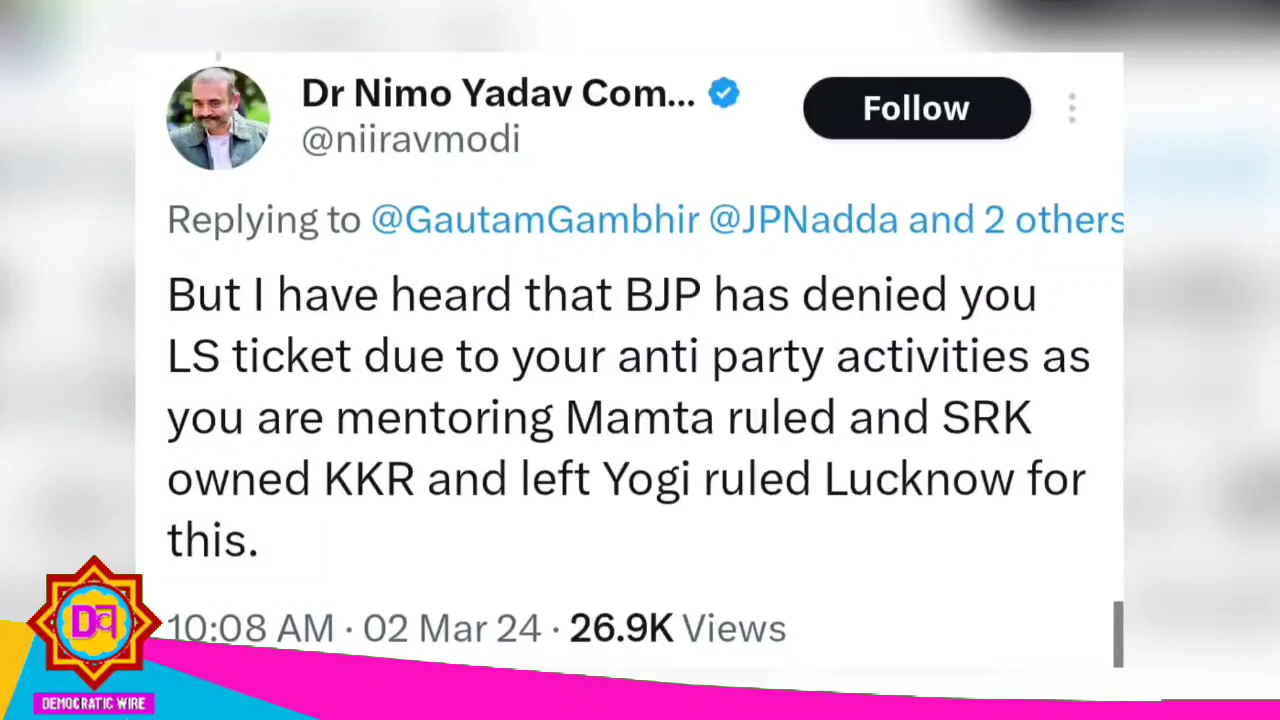 Dr Nimo Yadav Com...
@niiravmodi
Follow
Replying to @GautamGambhir @JPNadda and 2 others
But I have heard that BJP has denied you
LS ticket due to your anti party activities as
you are mentoring Mamta ruled and SRK
owned KKR and left Yogi ruled Lucknow for
this.
10:08 AM · 02 Mar 24 · 26.9K Views
DEMOCRATIC WIRE